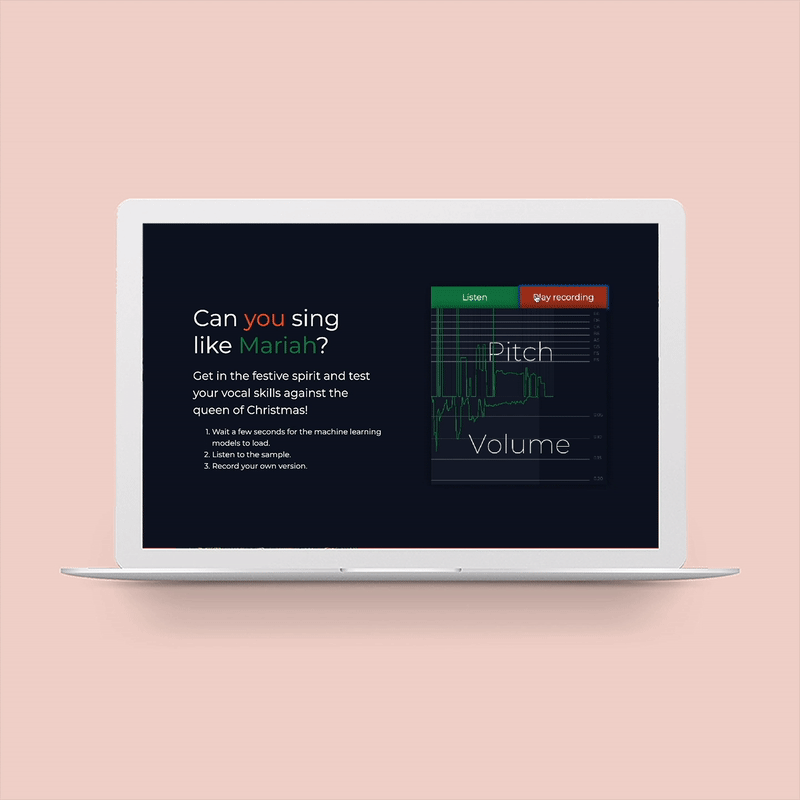 Can you sing
like Mariah?
Get in the festive spirit and test
your vocal skills against the
queen of Christmas!
1. Wait a few seconds for the machine learning
models to load.
2. Listen to the sample.
3. Record your own version.
Listen
Play recording
Pitch
Volume